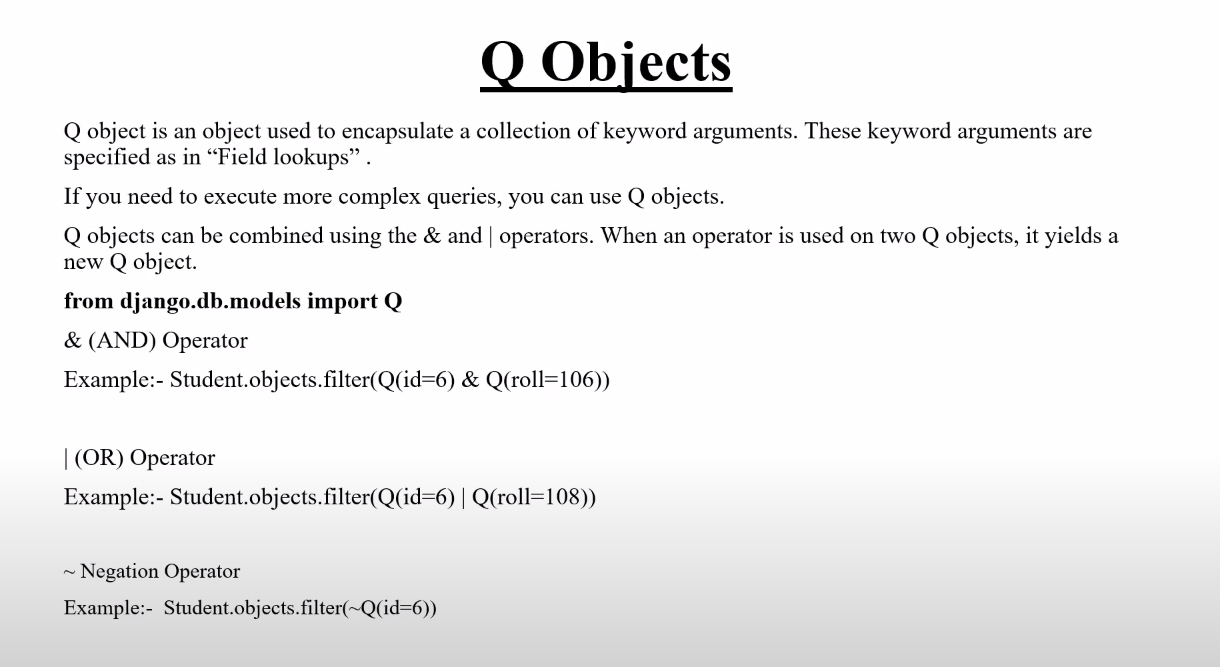 Q Objects
Q object is an object used to encapsulate a collection of keyword arguments. These keyword arguments are
specified as in “Field lookups” .
If you need to execute more complex queries, you can use Q objects.
Q objects can be combined using the & and | operators. When an operator is used on two Q objects, it yields a
new Q object.
from django.db.models import Q
& (AND) Operator
Example:- Student.objects.filter(Q(id=6) & Q(roll=106))
| (OR) Operator
Example:- Student.objects.filter(Q(id=6) | Q(roll=108))
~ Negation Operator
Example:-  Student.objects.filter(~Q(id=6))